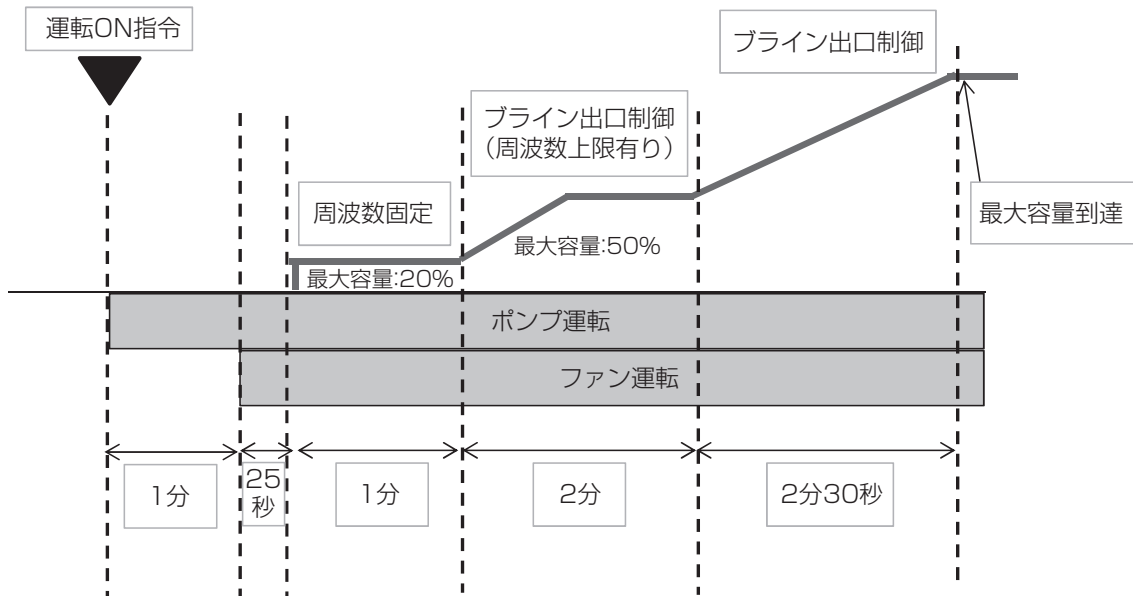 運転ON指令
ブライン出口制御
ブライン出口制御
（周波数上限有り）
周波数固定
最大容量到達
最大容量:50%
最大容量:20%
ポンプ運転
ファン運転
1分
25
秒
1分
2分
2分30秒